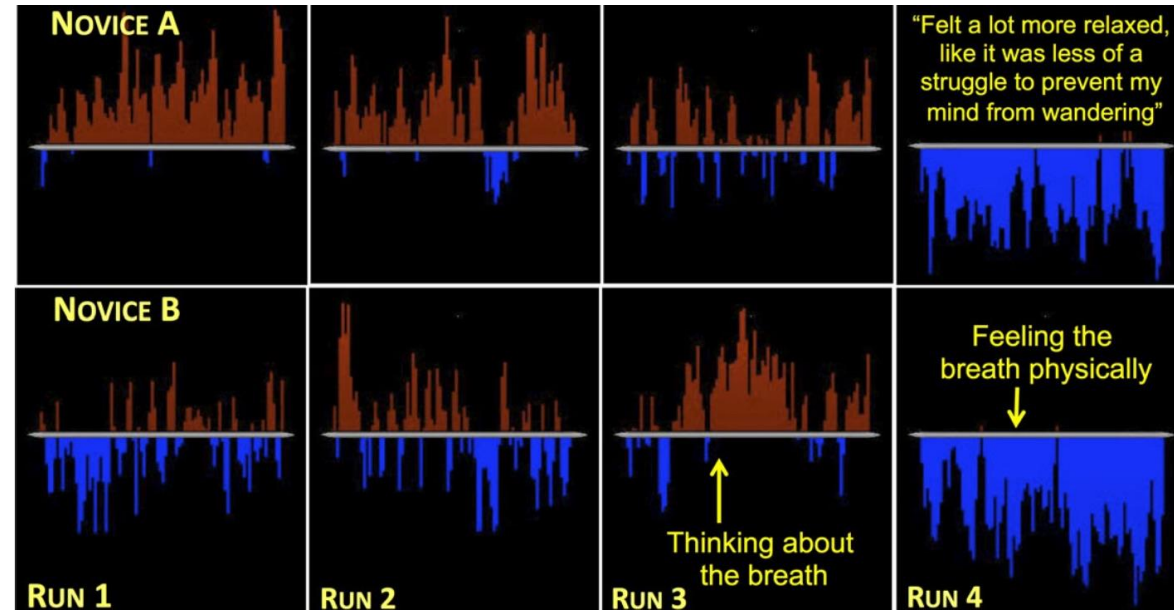 NOVICE A
“Felt a lot more relaxed,
like it was less of a
struggle to prevent my
mind from wandering”
NOVICE B
Thinking about
the breath
Feeling the
breath physically
RUN 1
RUN 2
RUN 3
RUN 4